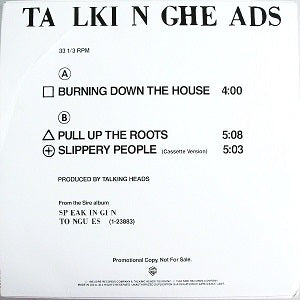 TA LKI N GHE ADS
33 1/3 RPM
A
BURNING DOWN THE HOUSE 4:00
B
PULL UP THE ROOTS 5:08
SLIPPERY PEOPLE (Cassette Version) 5:03
PRODUCED BY TALKING HEADS
From the Sire album
SP EAK IN GI N
TO NGU ES (1-23883)
Promotional Copy. Not For Sale.